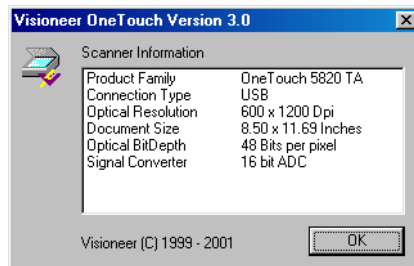 Visioneer OneTouch Version 3.0
Scanner Information
Product Family OneTouch 5820 TA
Connection Type USB
Optical Resolution 600 x 1200 Dpi
Document Size 8.50 x 11.69 Inches
Optical BitDepth 48 Bits per pixel
Signal Converter 16 bit ADC
Visioneer (C) 1999 - 2001
OK